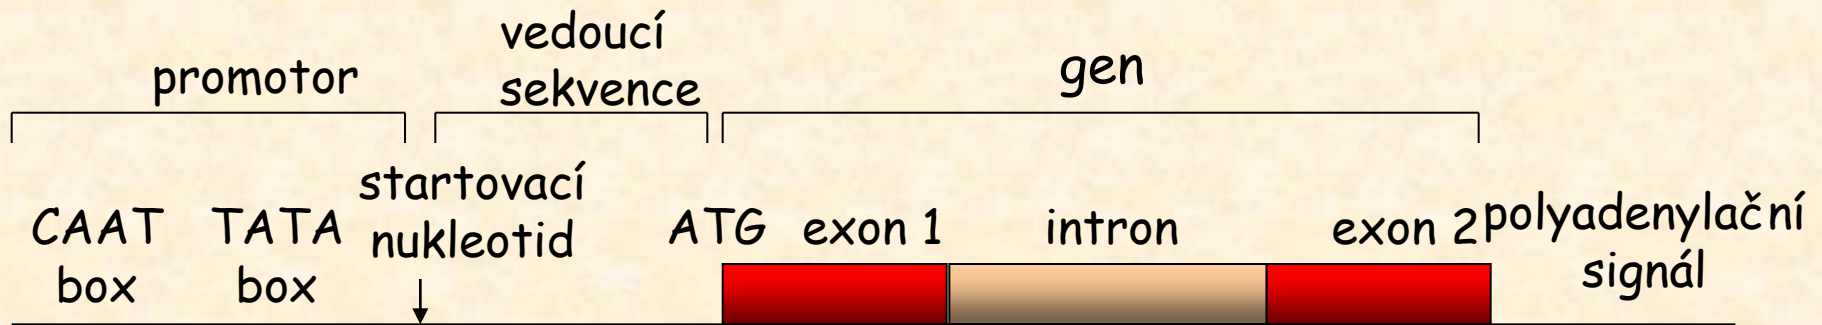 promotor
vedoucí
sekvence
gen
CAAT
box
TATA
box
startovací
nukleotid
ATG
exon 1
intron
exon 2
polyadenylační
signál